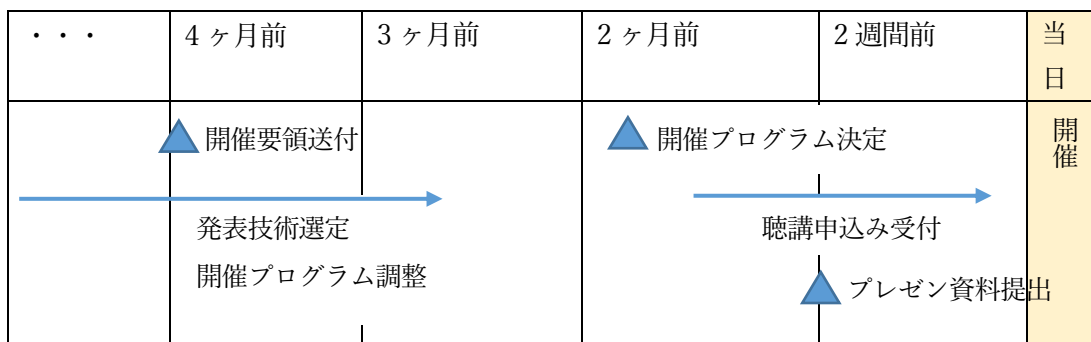 ・・・
4ヶ月前
3ヶ月前
2ヶ月前
2週間前
当日
開催要領送付
開催プログラム決定
開催
発表技術選定
開催プログラム調整
聴講申込み受付
プレゼン資料提出